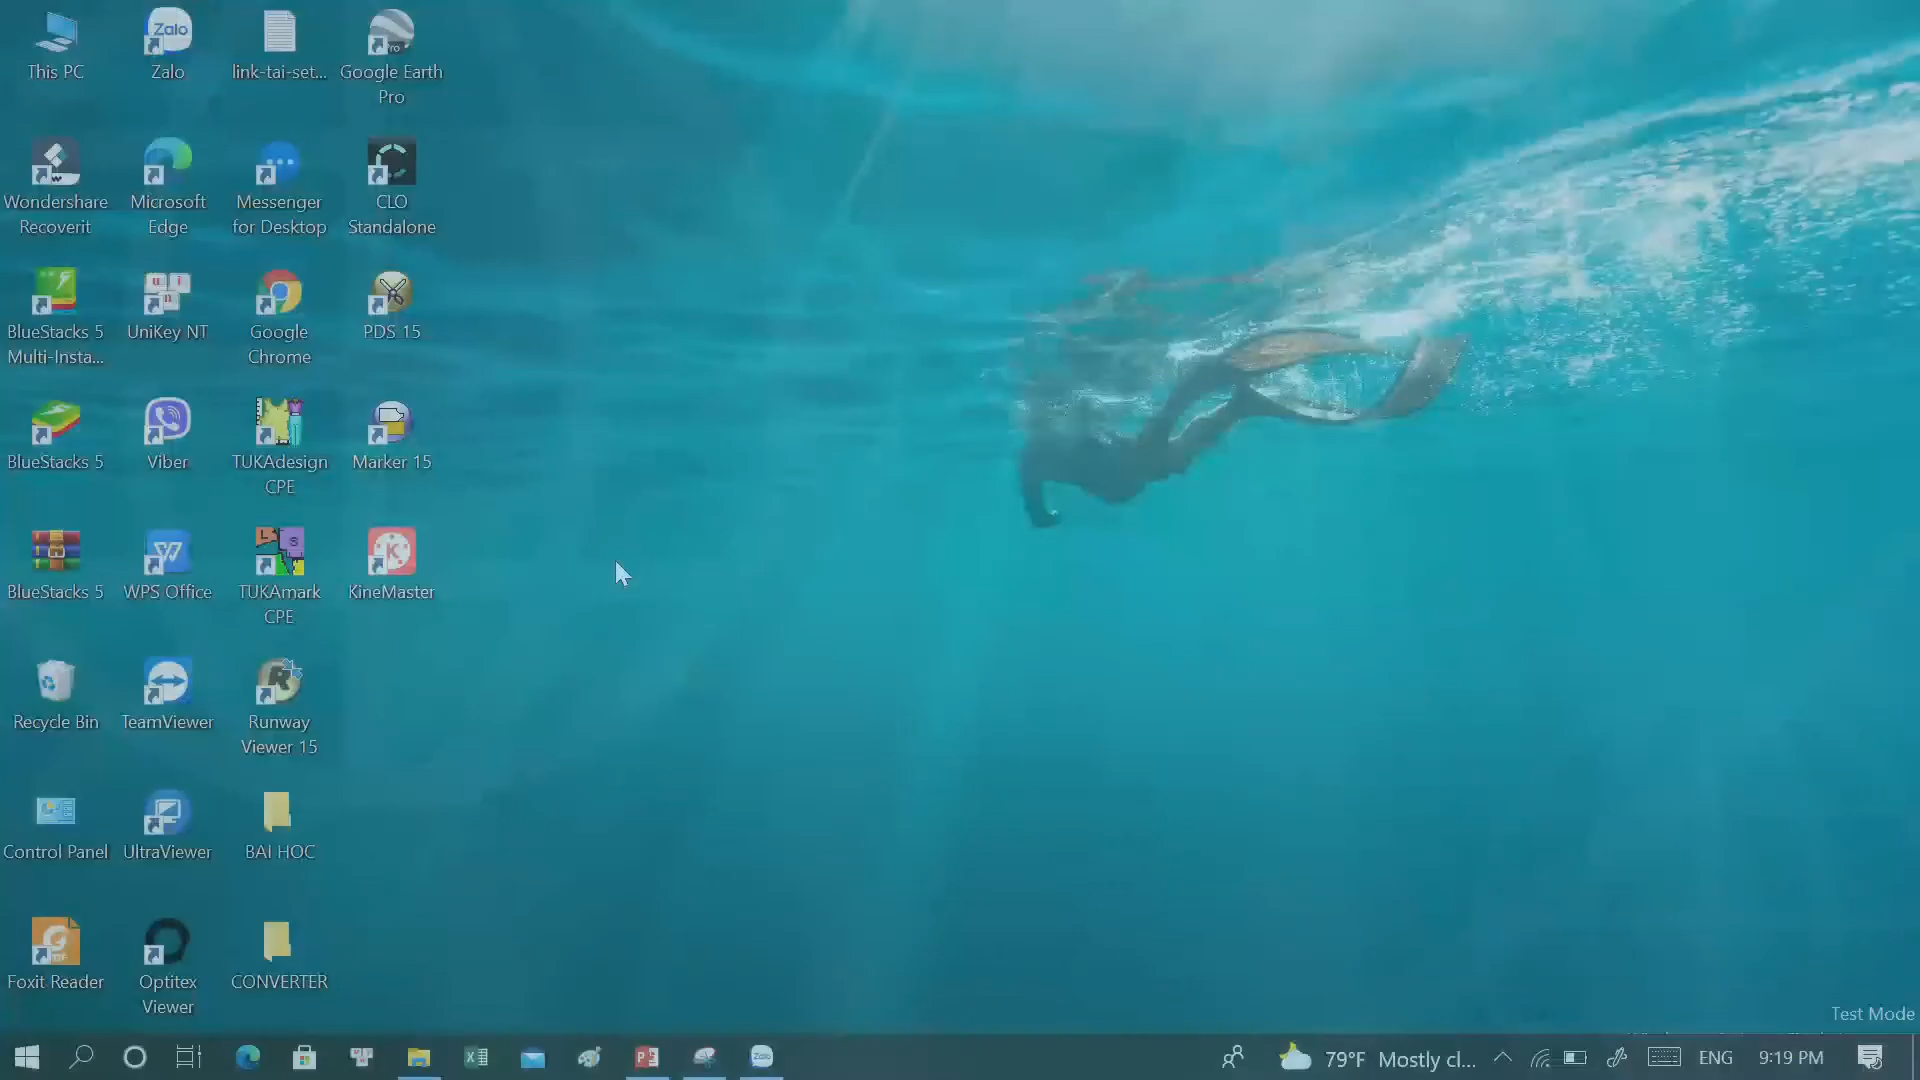 This PC
Zalo
Zalo
link-tai-set...
Pro
Google Earth
Pro
Wondershare
Recoverit
Microsoft
Edge
Messenger
for Desktop
CLO
Standalone
BlueStacks 5
Multi-Insta...
UniKey NT
Google
Chrome
PDS 15
BlueStacks 5
Viber
TUKAdesign
CPE
Marker 15
BlueStacks 5
WPS Office
TUKAmark
CPE
KineMaster
Recycle Bin
TeamViewer
Runway
Viewer 15
Control Panel
UltraViewer
BAI HOC
Foxit Reader
Optitex
Viewer
CONVERTER
Test Mode
Zalo
79°F Mostly cl...
ENG
9:19 PM